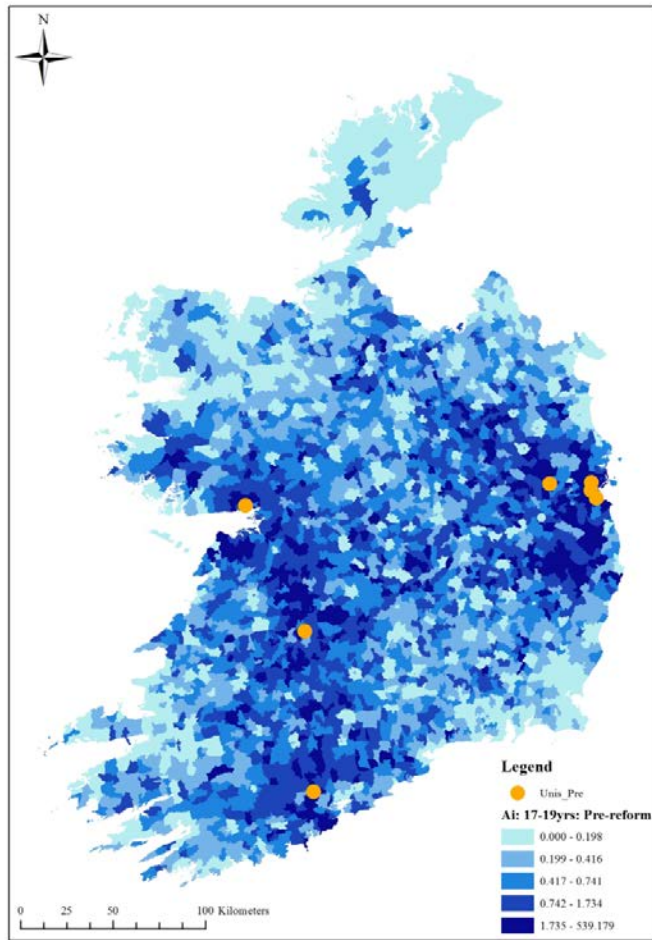 N
Legend
Unis_Pre
Ai: 17-19yrs: Pre-reform
0.000 - 0.198
0.199 - 0.416
0.417 - 0.741
0.742 - 1.734
1.735 - 539.179
0 25 50 100 Kilometers